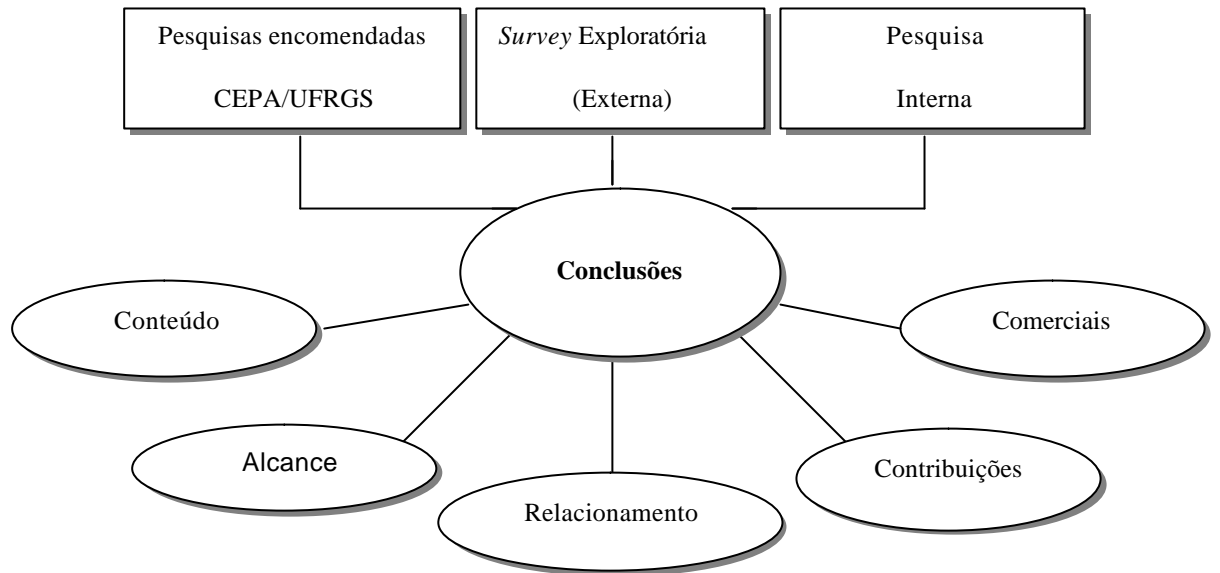 Pesquisas encomendadas
CEPA/UFRGS
Survey Exploratória
(Externa)
Pesquisa
Interna
Conclusões
Conteúdo
Comerciais
Alcance
Contribuições
Relacionamento